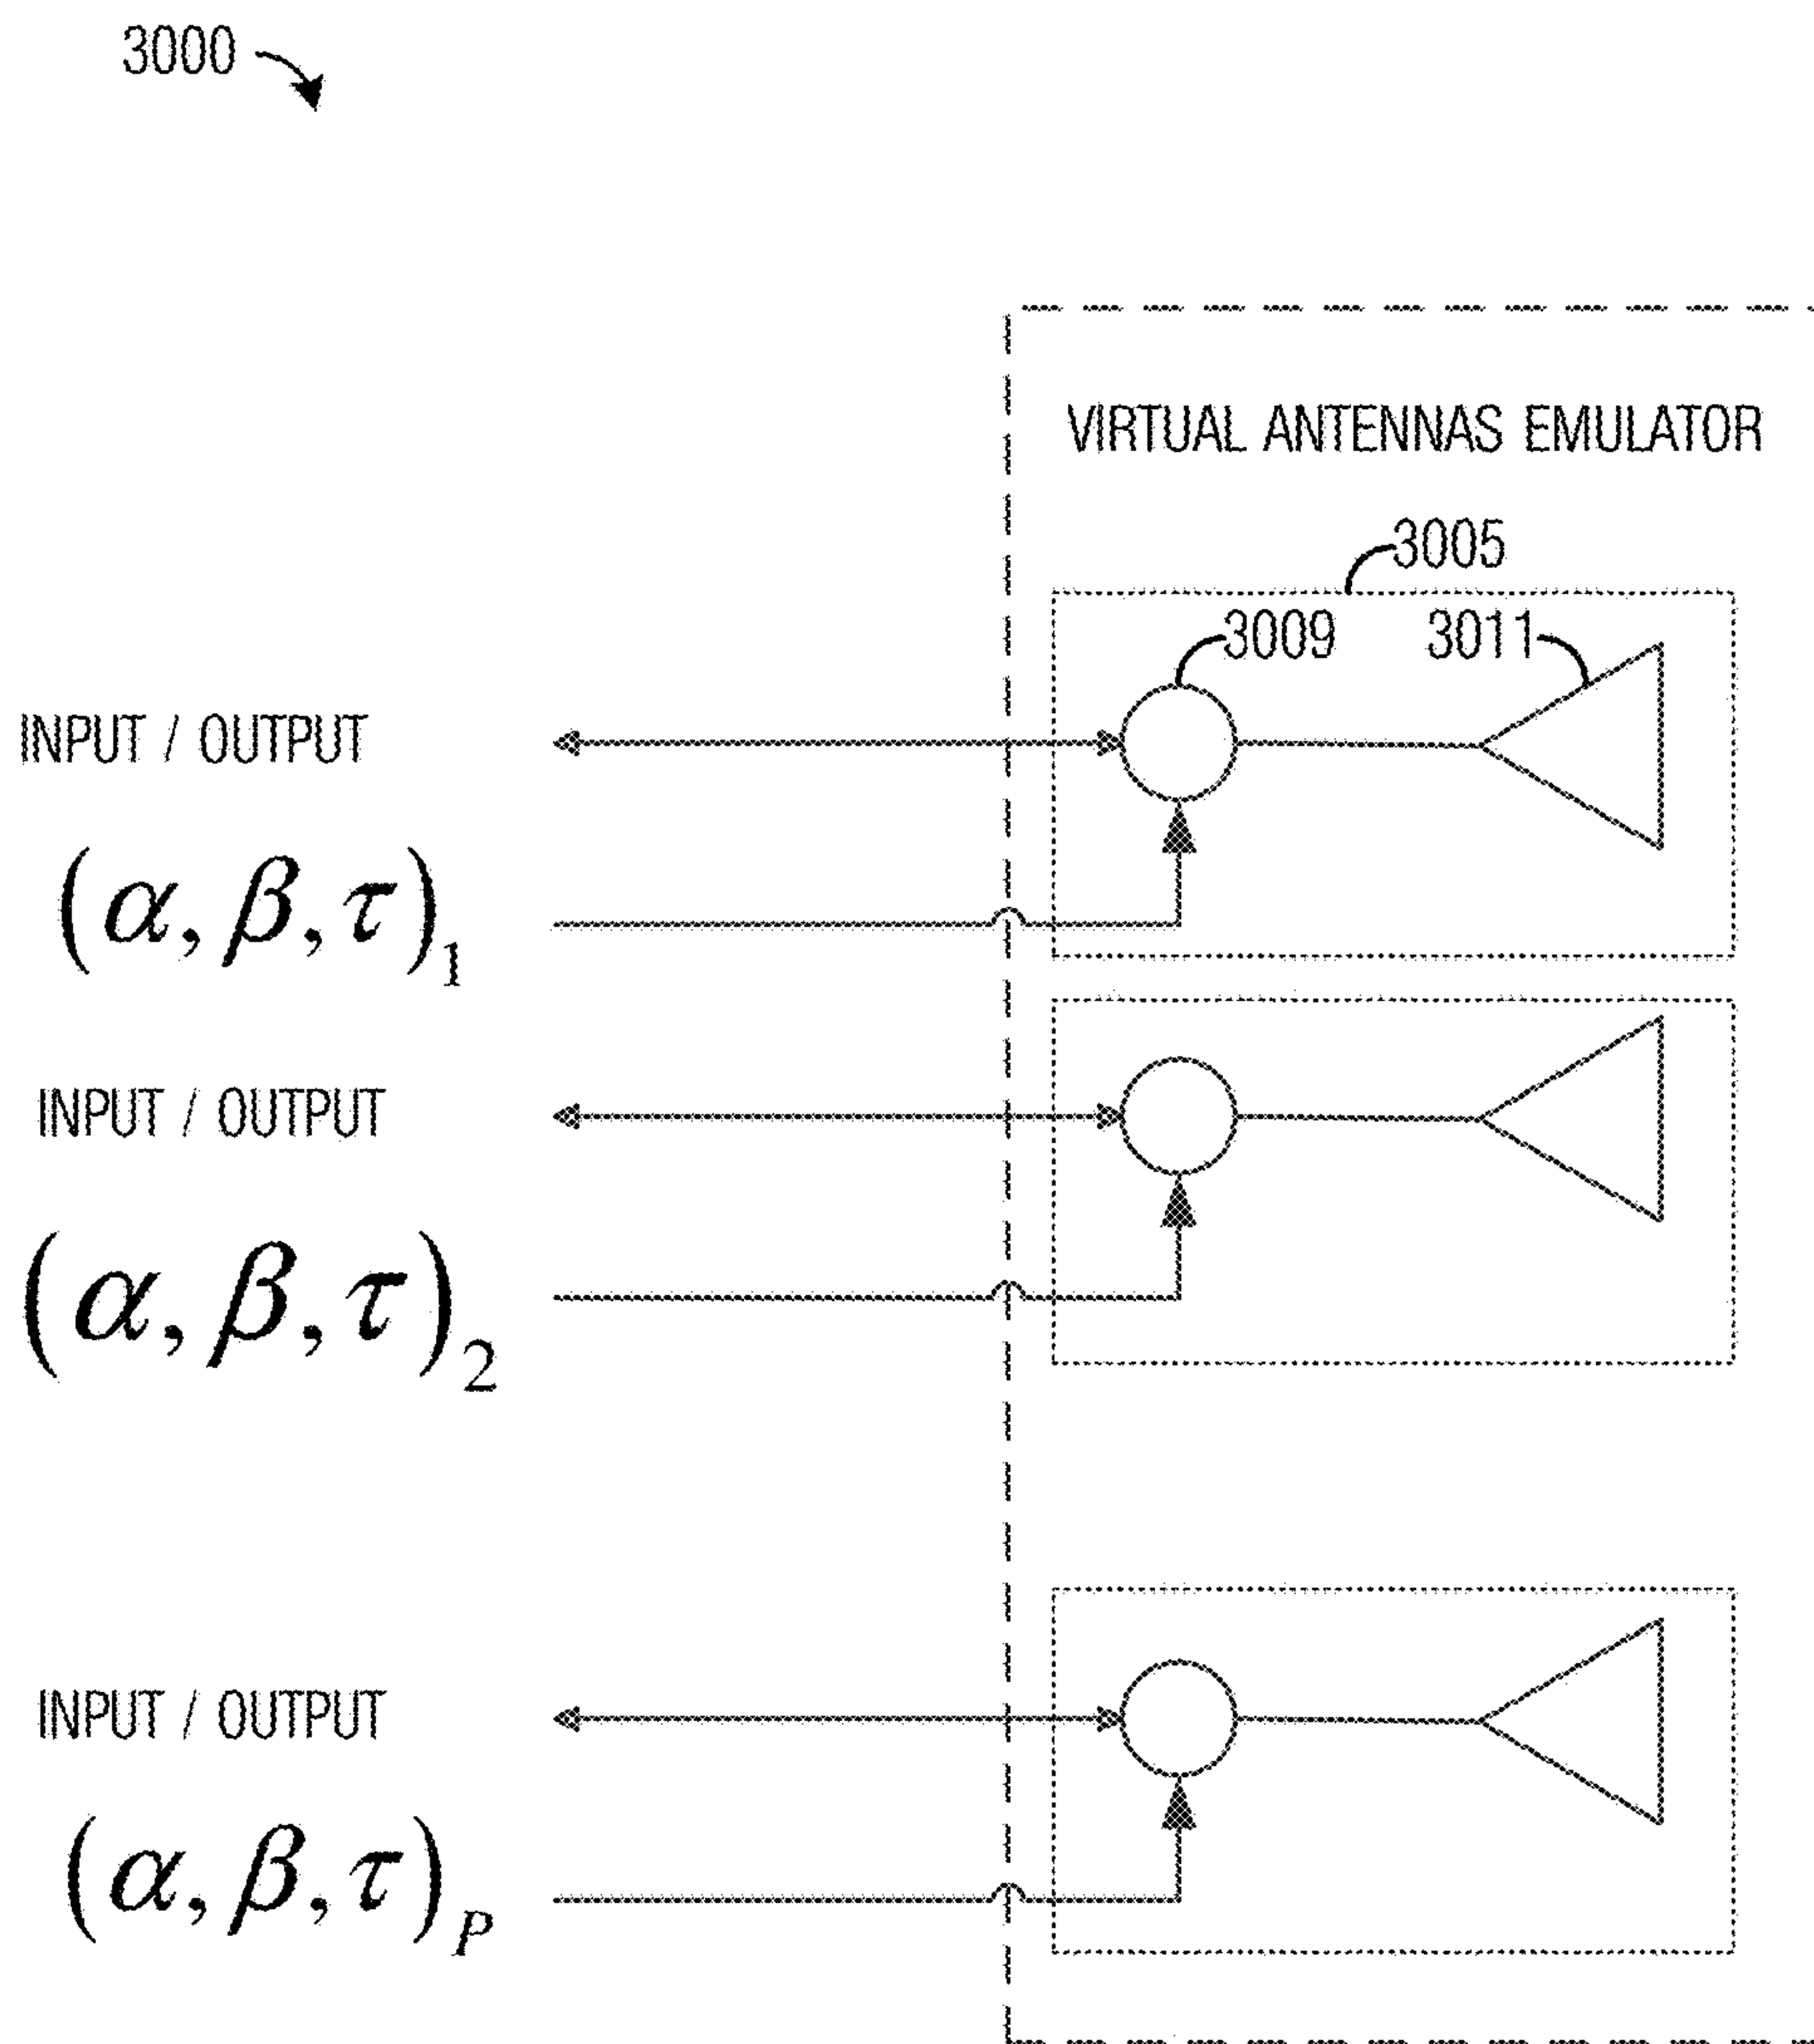 3000
VIRTUAL ANTENNAS EMULATOR
3005
3009 3011
INPUT / OUTPUT
(α, β, τ)₁
INPUT / OUTPUT
(α, β, τ)₂
INPUT / OUTPUT
(α, β, τ)P